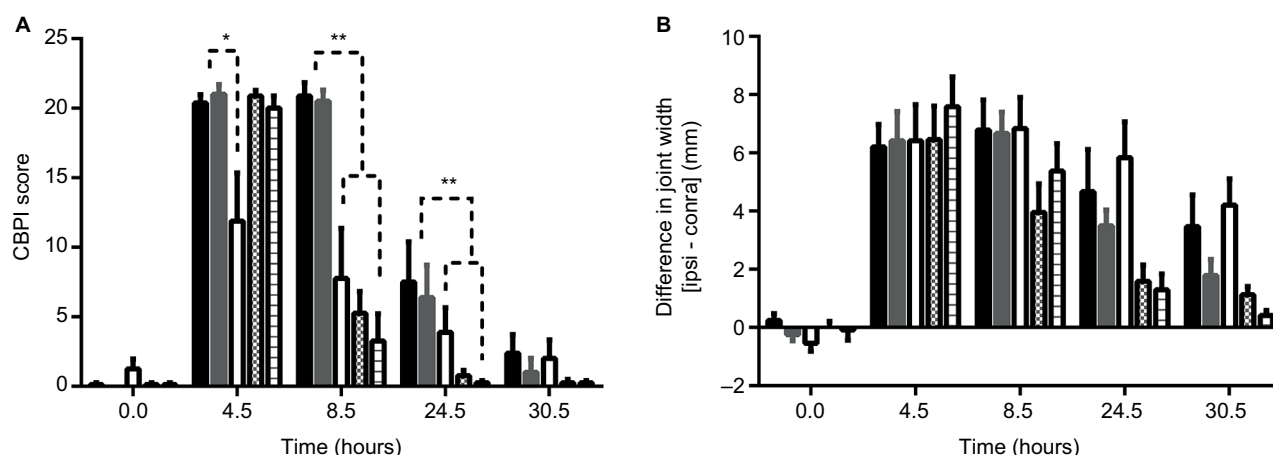 A
25
20
15
10
5
0
CBPI score
*
**
**
0.0 4.5 8.5 24.5 30.5
Time (hours)
B
10
8
6
4
2
0
–2
Difference in joint width
[ipsi - conra] (mm)
0.0 4.5 8.5 24.5 30.5
Time (hours)